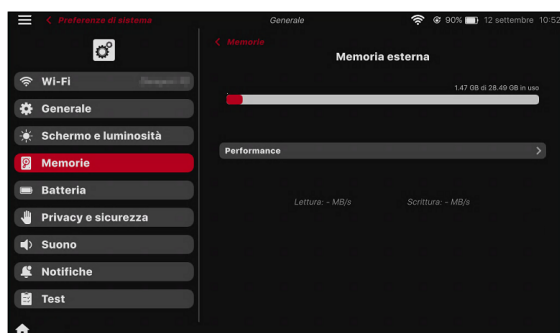 Preferenze di sistema
Generale
90%
12 settembre 10:52
Memorie
Memoria esterna
Wi-Fi
1.47 GB di 28.49 GB in uso
Generale
Schermo e luminosità
Performance
Memorie
Batteria
Lettura: - MB/s
Scrittura: - MB/s
Privacy e sicurezza
Suono
Notifiche
Test